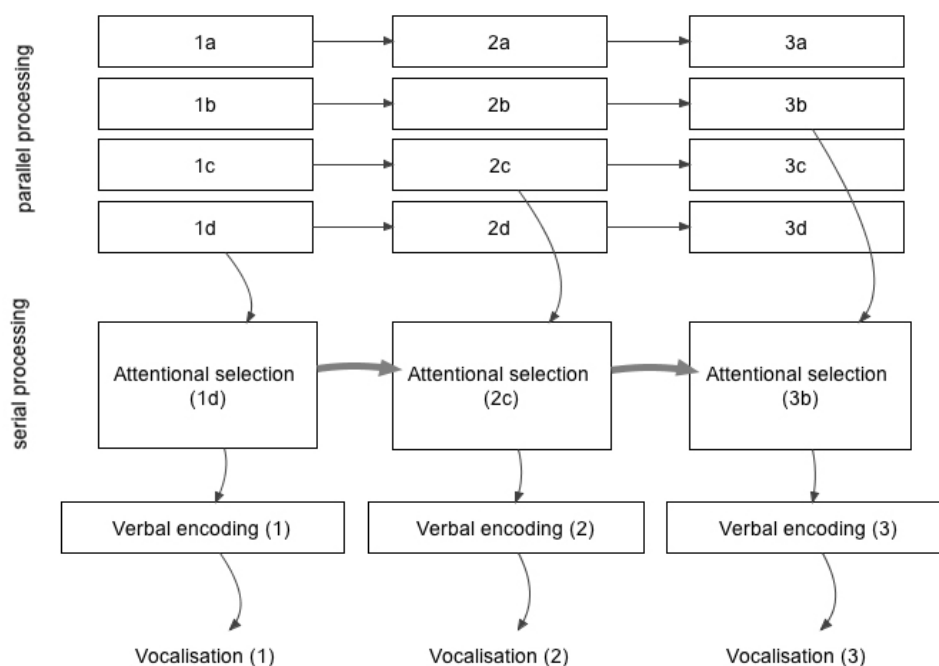 parallel processing
1a
2a
3a
1b
2b
3b
1c
2c
3c
1d
2d
3d
serial processing
Attentional selection
(1d)
Attentional selection
(2c)
Attentional selection
(3b)
Verbal encoding (1)
Verbal encoding (2)
Verbal encoding (3)
Vocalisation (1)
Vocalisation (2)
Vocalisation (3)